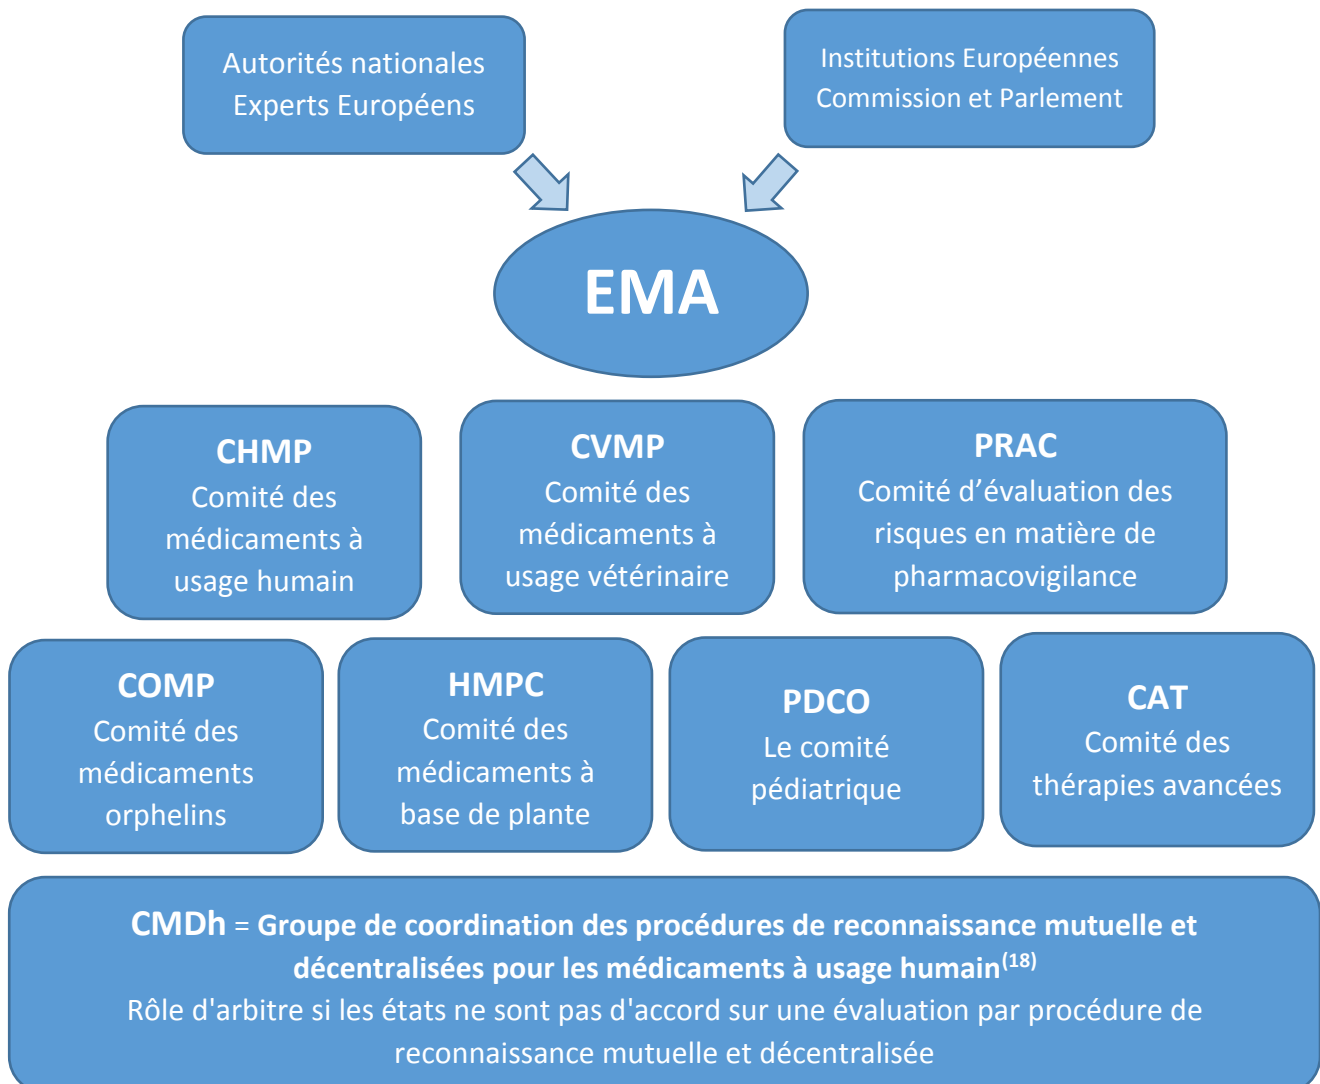 Autorités nationales
Experts Européens
Institutions Européennes
Commission et Parlement
EMA
CHMP
Comité des
médicaments à
usage humain
CVMP
Comité des
médicaments à
usage vétérinaire
PRAC
Comité d’évaluation des
risques en matière de
pharmacovigilance
COMP
Comité des
médicaments
orphelins
HMPC
Comité des
médicaments à
base de plante
PDCO
Le comité
pédiatrique
CAT
Comité des
thérapies avancées
CMDh = Groupe de coordination des procédures de reconnaissance mutuelle et
décentralisées pour les médicaments à usage humain(18)
Rôle d'arbitre si les états ne sont pas d'accord sur une évaluation par procédure de
reconnaissance mutuelle et décentralisée